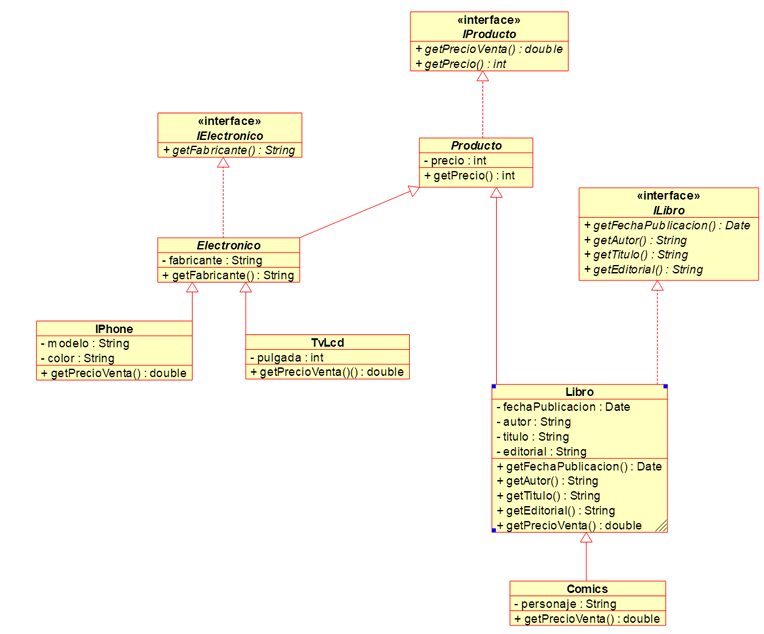 «interface»
IProducto
+ getPrecioVenta() : double
+ getPrecio() : int
«interface»
IElectronico
+ getFabricante() : String
Producto
- precio : int
+ getPrecio() : int
«interface»
ILibro
+ getFechaPublicacion() : Date
+ getAutor() : String
+ getTitulo() : String
+ getEditorial() : String
Electronico
- fabricante : String
+ getFabricante() : String
IPhone
- modelo : String
- color : String
+ getPrecioVenta() : double
TvLcd
- pulgada : int
+ getPrecioVenta()() : double
Libro
- fechaPublicacion : Date
- autor : String
- titulo : String
- editorial : String
+ getFechaPublicacion() : Date
+ getAutor() : String
+ getTitulo() : String
+ getEditorial() : String
+ getPrecioVenta() : double
Comics
- personaje : String
+ getPrecioVenta() : double